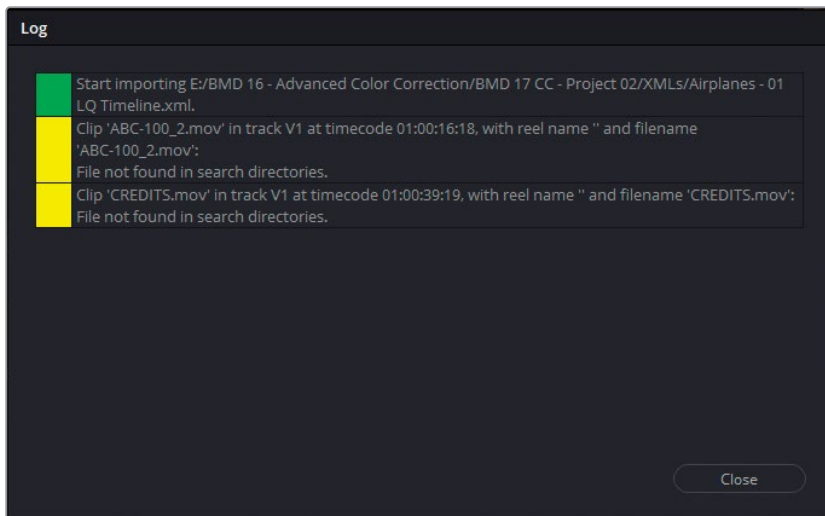 Log
Start importing E:/BMD 16 - Advanced Color Correction/BMD 17 CC - Project 02/XMLs/Airplanes - 01
LQ Timeline.xml.
Clip 'ABC-100_2.mov' in track V1 at timecode 01:00:16:18, with reel name '' and filename
'ABC-100_2.mov':
File not found in search directories.
Clip 'CREDITS.mov' in track V1 at timecode 01:00:39:19, with reel name '' and filename 'CREDITS.mov':
File not found in search directories.
Close